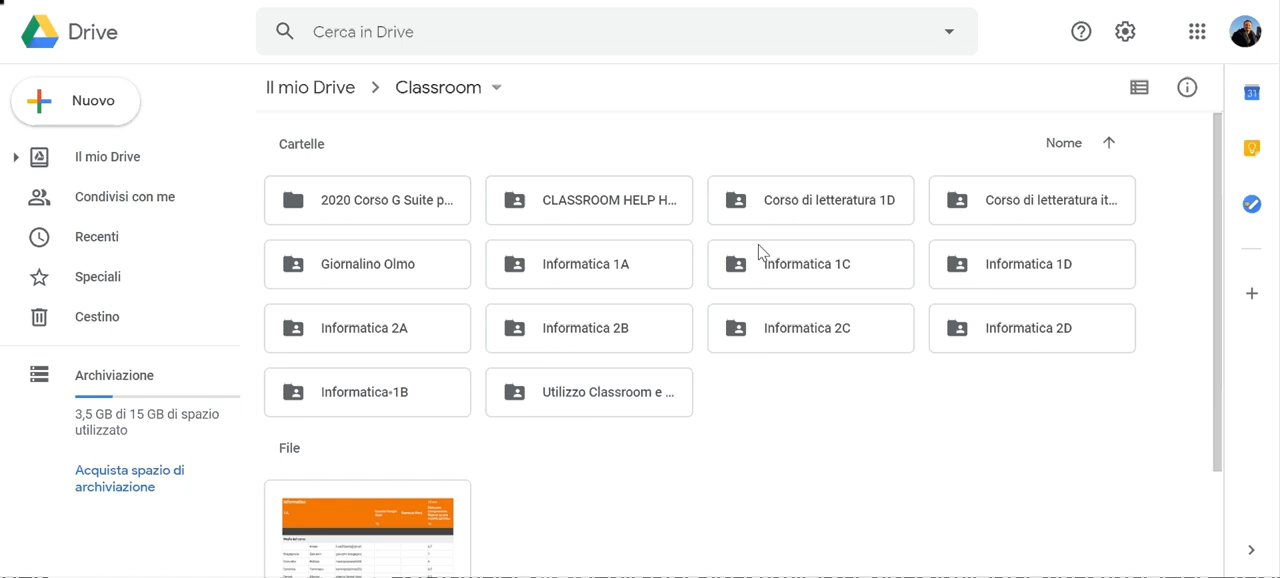 Drive
Cerca in Drive
Nuovo
Il mio Drive
Condivisi con me
Recenti
Speciali
Cestino
Archiviazione
3,5 GB di 15 GB di spazio
utilizzato
Acquista spazio di
archiviazione
Il mio Drive > Classroom
Cartelle
Nome
2020 Corso G Suite p...
CLASSROOM HELP H...
Corso di letteratura 1D
Corso di letteratura it...
Giornalino Olmo
Informatica 1A
Informatica 1C
Informatica 1D
Informatica 2A
Informatica 2B
Informatica 2C
Informatica 2D
Informatica-1B
Utilizzo Classroom e ...
File
Informatica
31